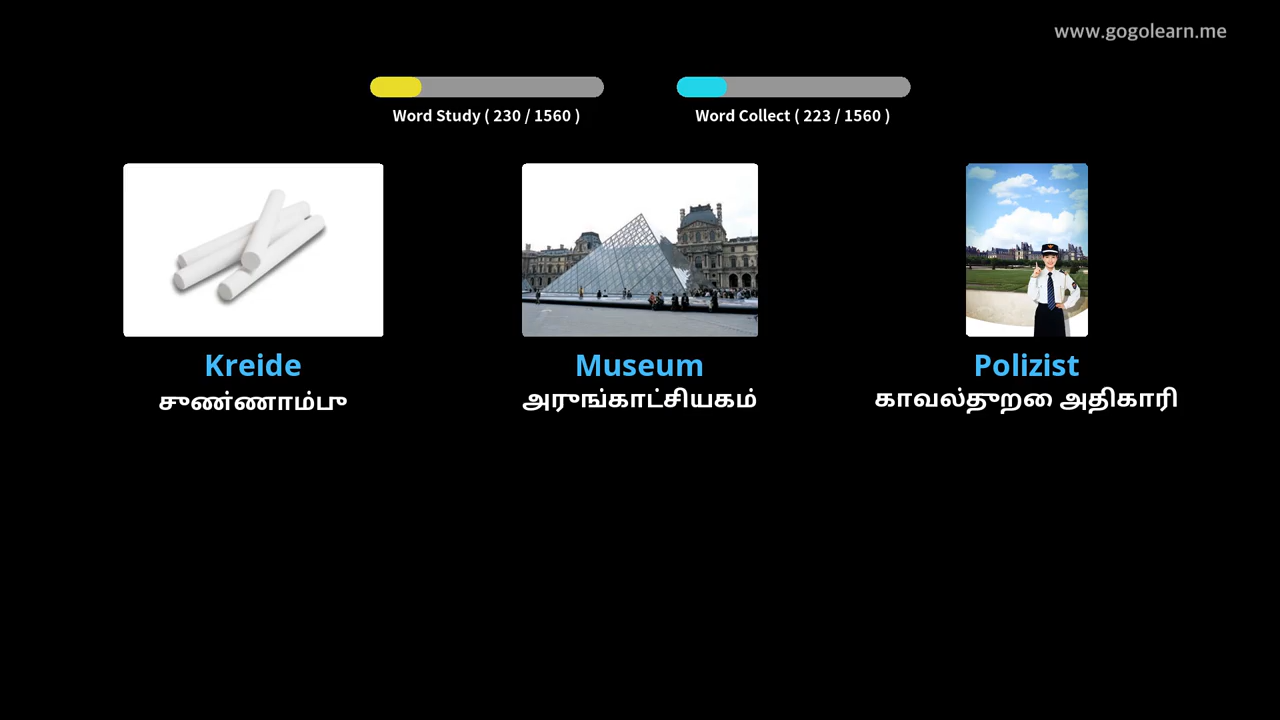 www.gogolearn.me
Word Study ( 230 / 1560 )
Word Collect ( 223 / 1560 )
Kreide
Museum
Polizist
சுண்ணாம்பு
அருங்காட்சியகம்
காவல்துறை அதிகாரி